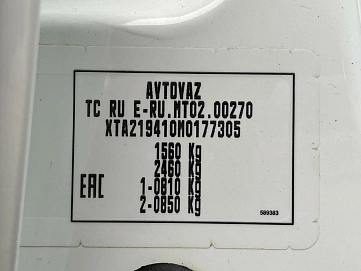 AVTOVAZ
TC RU E-RU.MT02.00270
XTA219410M0177305
1560 Kg
2460 Kg
EAC 1-0810 Kg
2-0850 Kg
589383